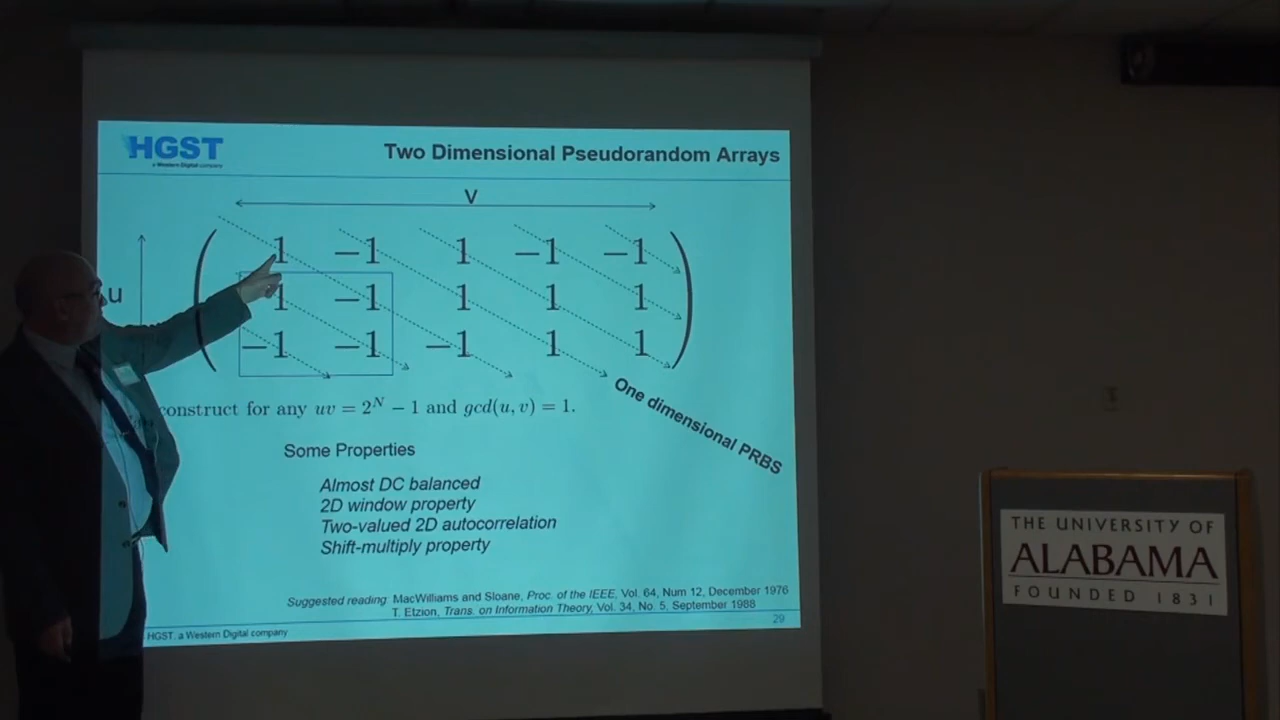 HGST
a Western Digital company
Two Dimensional Pseudorandom Arrays
v
1 −1 1 −1 −1
u
1 −1 1 1 1
−1 −1 −1 1 1
One dimensional PRBS
construct for any uv = 2^N − 1 and gcd(u, v) = 1.
Some Properties
Almost DC balanced
2D window property
Two-valued 2D autocorrelation
Shift-multiply property
Suggested reading: MacWilliams and Sloane, Proc. of the IEEE, Vol. 64, Num 12, December 1976
T. Etzion, Trans. on Information Theory, Vol. 34, No. 5, September 1988
HGST, a Western Digital company
29
THE UNIVERSITY OF
ALABAMA
FOUNDED 1831